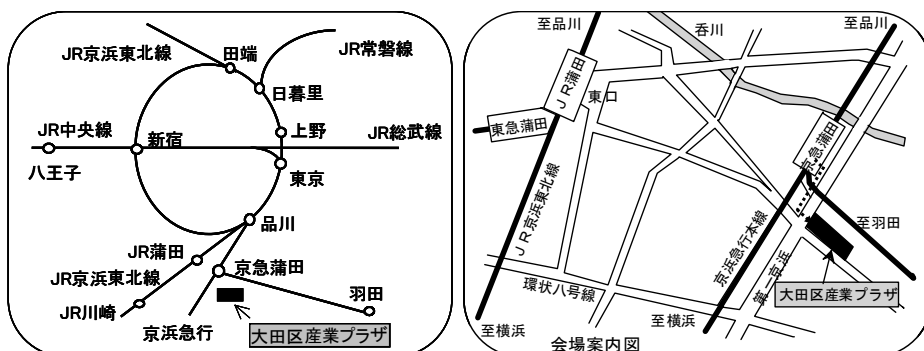 JR京浜東北線
田端
JR常磐線
日暮里
上野
JR中央線
新宿
JR総武線
八王子
東京
品川
JR蒲田
JR京浜東北線
京急蒲田
羽田
JR川崎
京浜急行
大田区産業プラザ
至品川
呑川
至品川
JR蒲田
東口
東急蒲田
京急蒲田
JR京浜東北線
至羽田
京浜急行本線
第一京浜
環状八号線
大田区産業プラザ
至横浜
至横浜
会場案内図